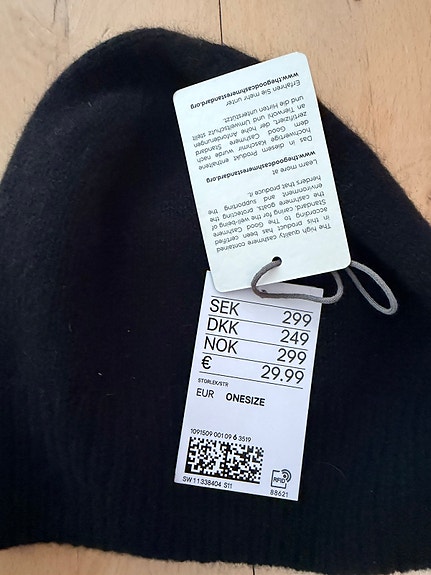 The high quality cashmere contained
in this product has been certified
according to The Good Cashmere
Standard, caring for the well-being of
the cashmere goats, protecting the
environment and supporting the
herders that produce it.
Learn more at
www.thegoodcashmerestandard.org
Das in diesem Produkt enthaltene
hochwertige Kaschmir wurde nach
dem Good Cashmere Standard
zertifiziert, der hohe Anforderungen
an Tierwohl und Umweltschutz stellt
und die Hirten unterstützt.
Erfahren Sie mehr unter
www.thegoodcashmerestandard.org
SEK 299
DKK 249
NOK 299
€ 29.99
STORLEK/STR
EUR ONESIZE
1091509 001 09 6 3519
SW 11338404 S11
RFID
88621